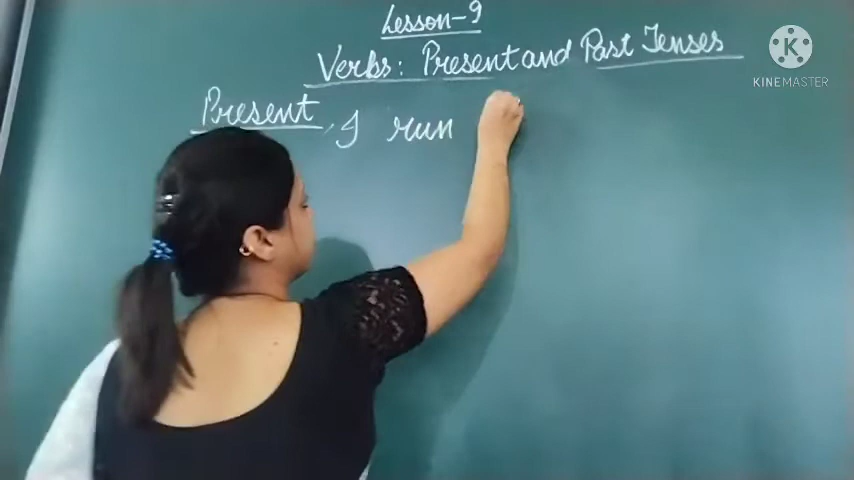 Lesson-9
Verbs: Present and Past Tenses
Present I run
K
KINEMASTER